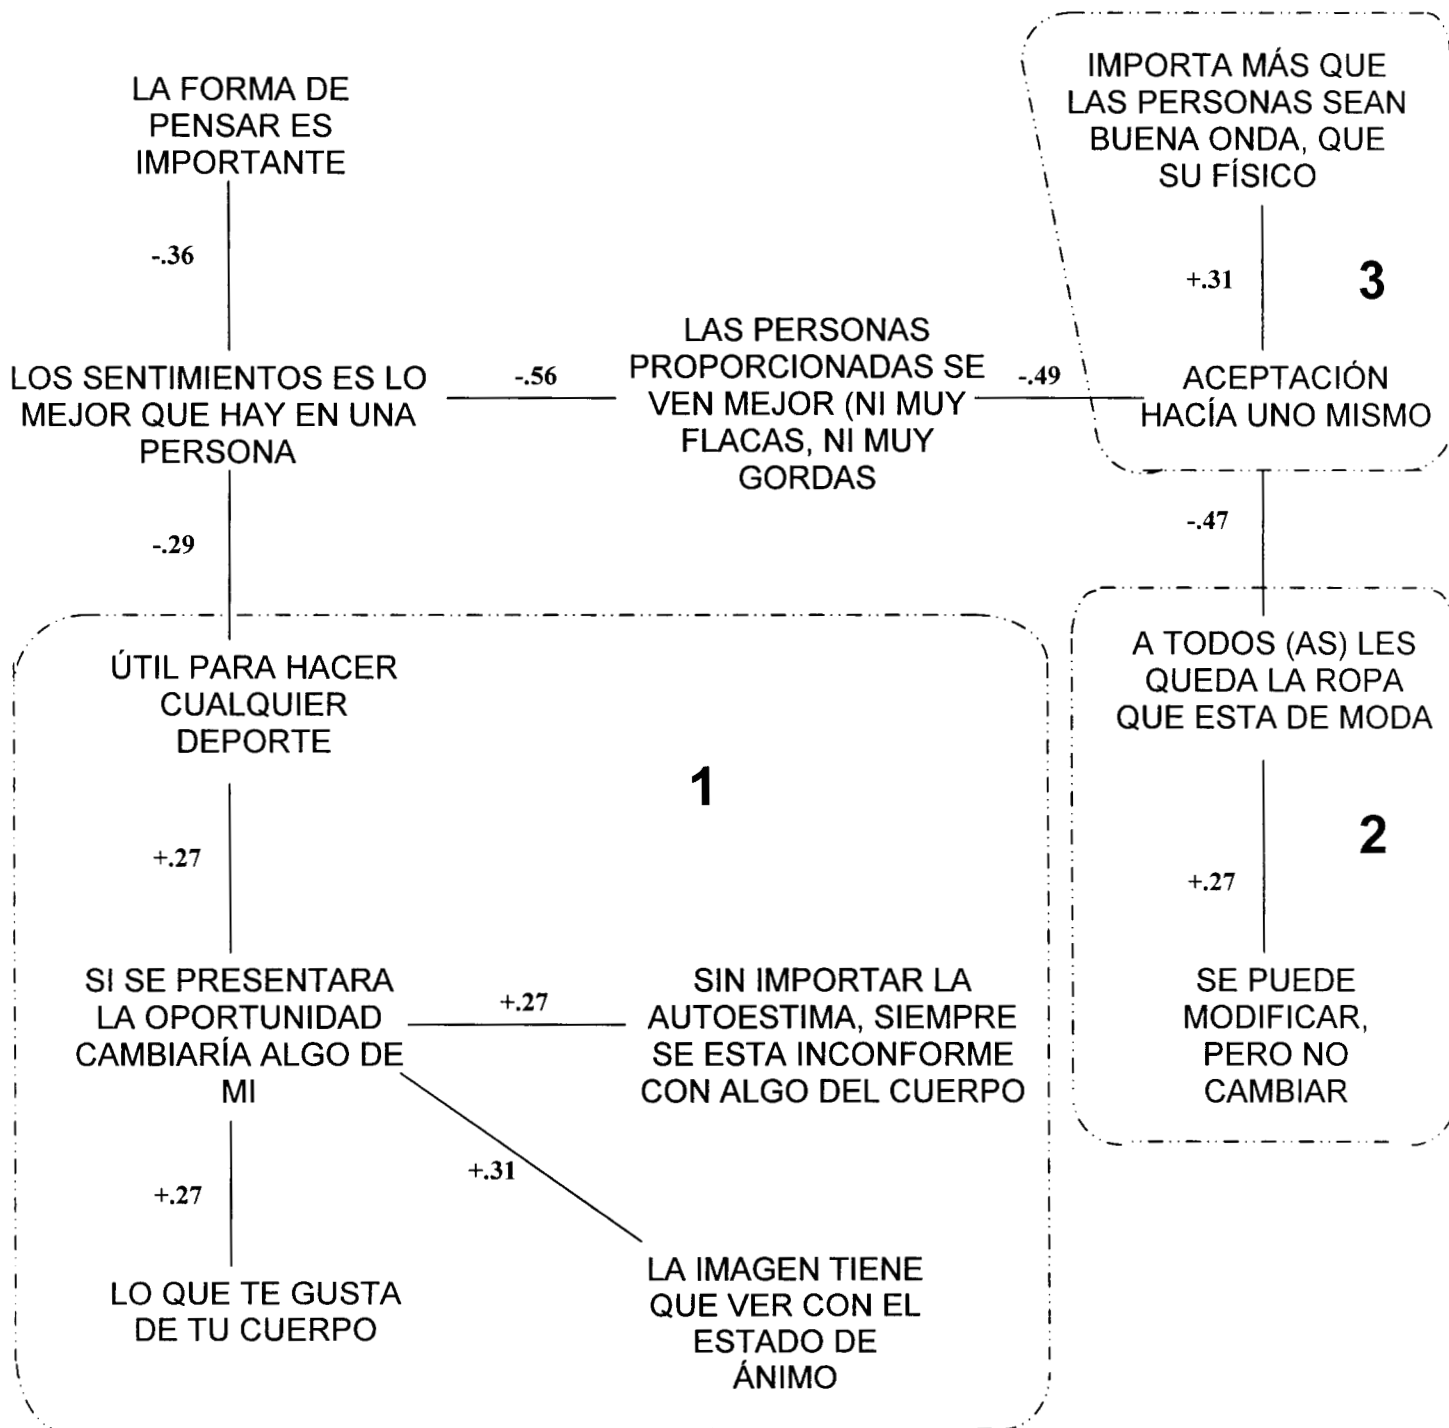 LA FORMA DE
PENSAR ES
IMPORTANTE
IMPORTA MÁS QUE
LAS PERSONAS SEAN
BUENA ONDA, QUE
SU FÍSICO
-.36
+.31
3
LOS SENTIMIENTOS ES LO
MEJOR QUE HAY EN UNA
PERSONA
-.56
LAS PERSONAS
PROPORCIONADAS SE
VEN MEJOR (NI MUY
FLACAS, NI MUY
GORDAS
-.49
ACEPTACIÓN
HACÍA UNO MISMO
-.29
-.47
ÚTIL PARA HACER
CUALQUIER
DEPORTE
1
A TODOS (AS) LES
QUEDA LA ROPA
QUE ESTA DE MODA
+.27
2
+.27
SI SE PRESENTARA
LA OPORTUNIDAD
CAMBIARÍA ALGO DE
MI
+.27
SIN IMPORTAR LA
AUTOESTIMA, SIEMPRE
SE ESTA INCONFORME
CON ALGO DEL CUERPO
SE PUEDE
MODIFICAR,
PERO NO
CAMBIAR
+.27
+.31
LO QUE TE GUSTA
DE TU CUERPO
LA IMAGEN TIENE
QUE VER CON EL
ESTADO DE
ÁNIMO